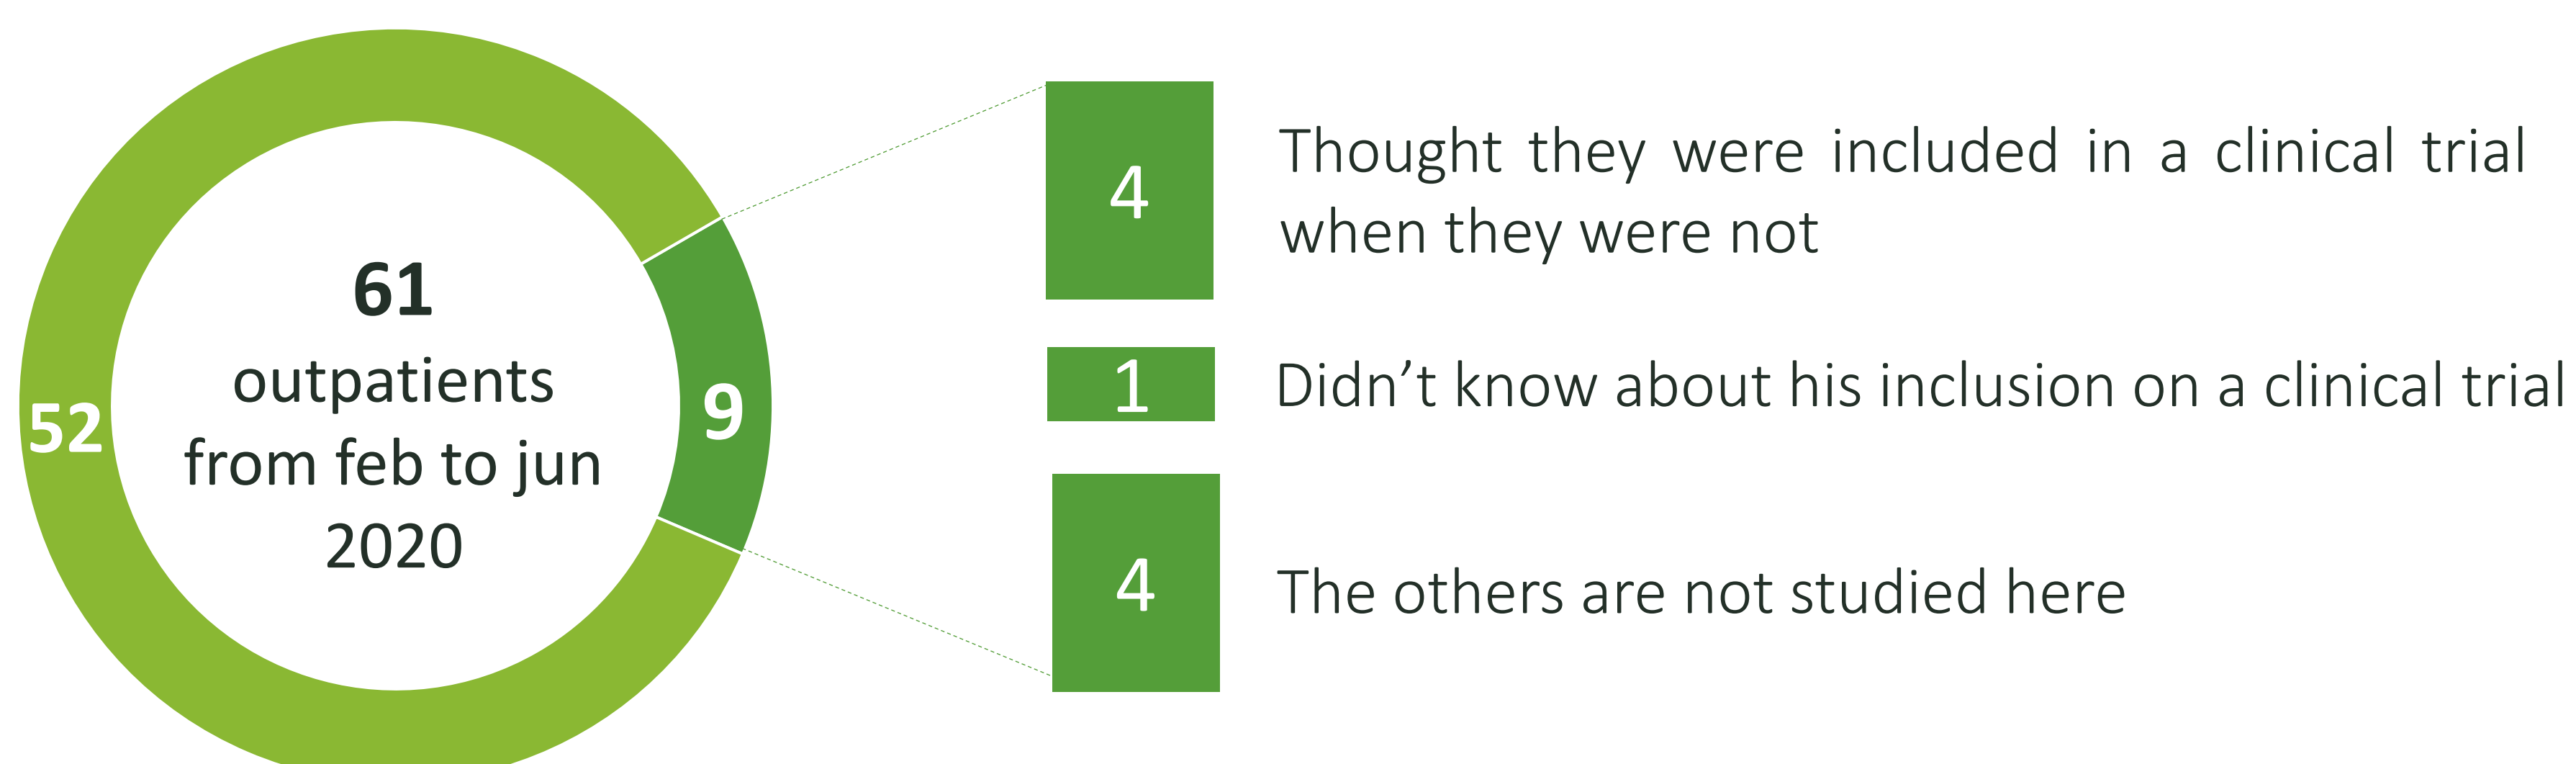 61
outpatients
from feb to jun
2020
52
9
4
Thought they were included in a clinical trial
when they were not
1
Didn’t know about his inclusion on a clinical trial
4
The others are not studied here